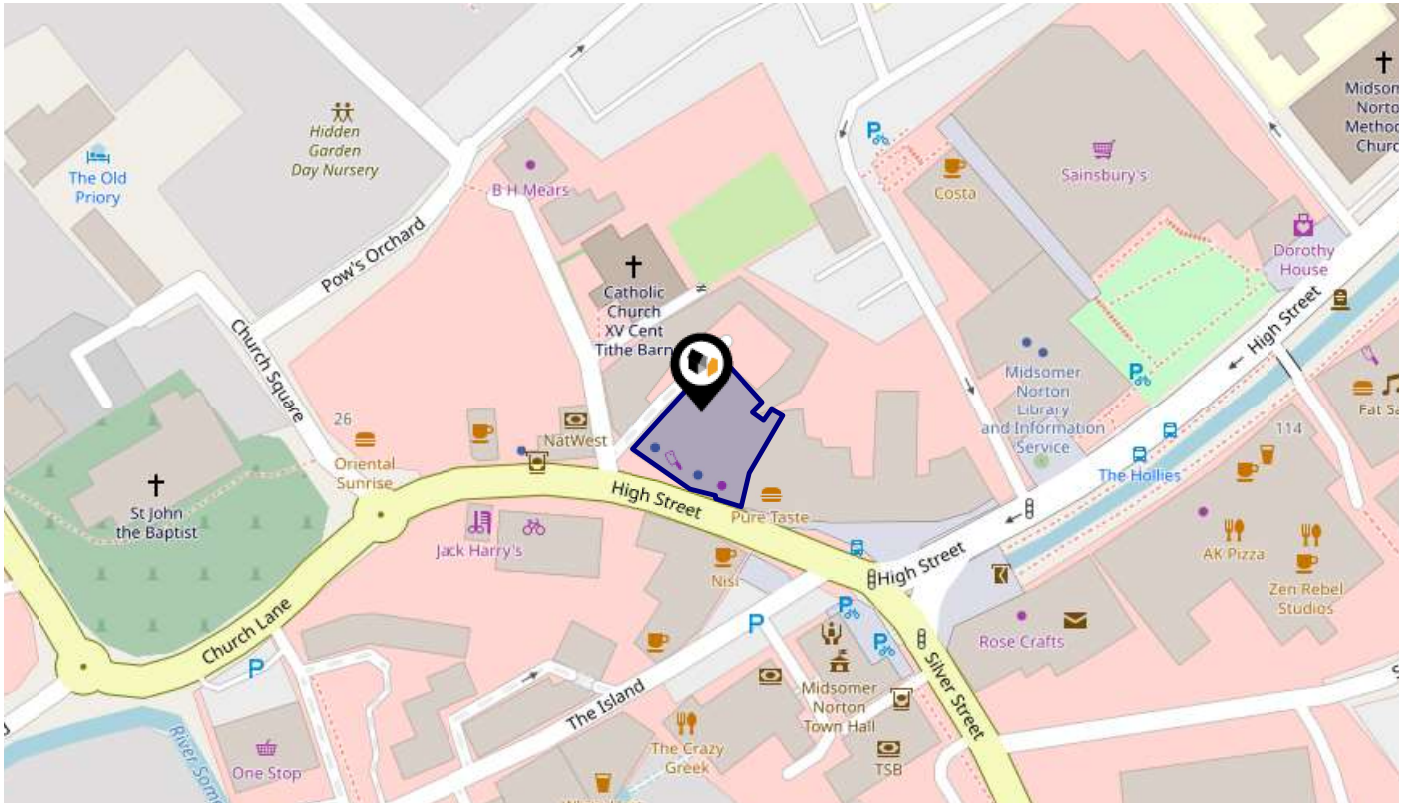 Hidden
Garden
Day Nursery
The Old
Priory
B H Mears
Pow's Orchard
Church Square
Catholic
Church
XV Cent
Tithe Barn
Costa
Sainsbury's
Midsom
Norto
Method
Churc
Dorothy
House
High Street
Midsomer
Norton
Library
and Information
Service
The Hollies
Fat Sa
114
26
Oriental
Sunrise
NatWest
St John
the Baptist
High Street
Pure Taste
Jack Harry's
Nisi
High Street
AK Pizza
Zen Rebel
Studios
Rose Crafts
Church Lane
The Island
Silver Street
Midsomer
Norton
Town Hall
The Crazy
Greek
TSB
One Stop
River Some
P
P
P
P
P
P
P